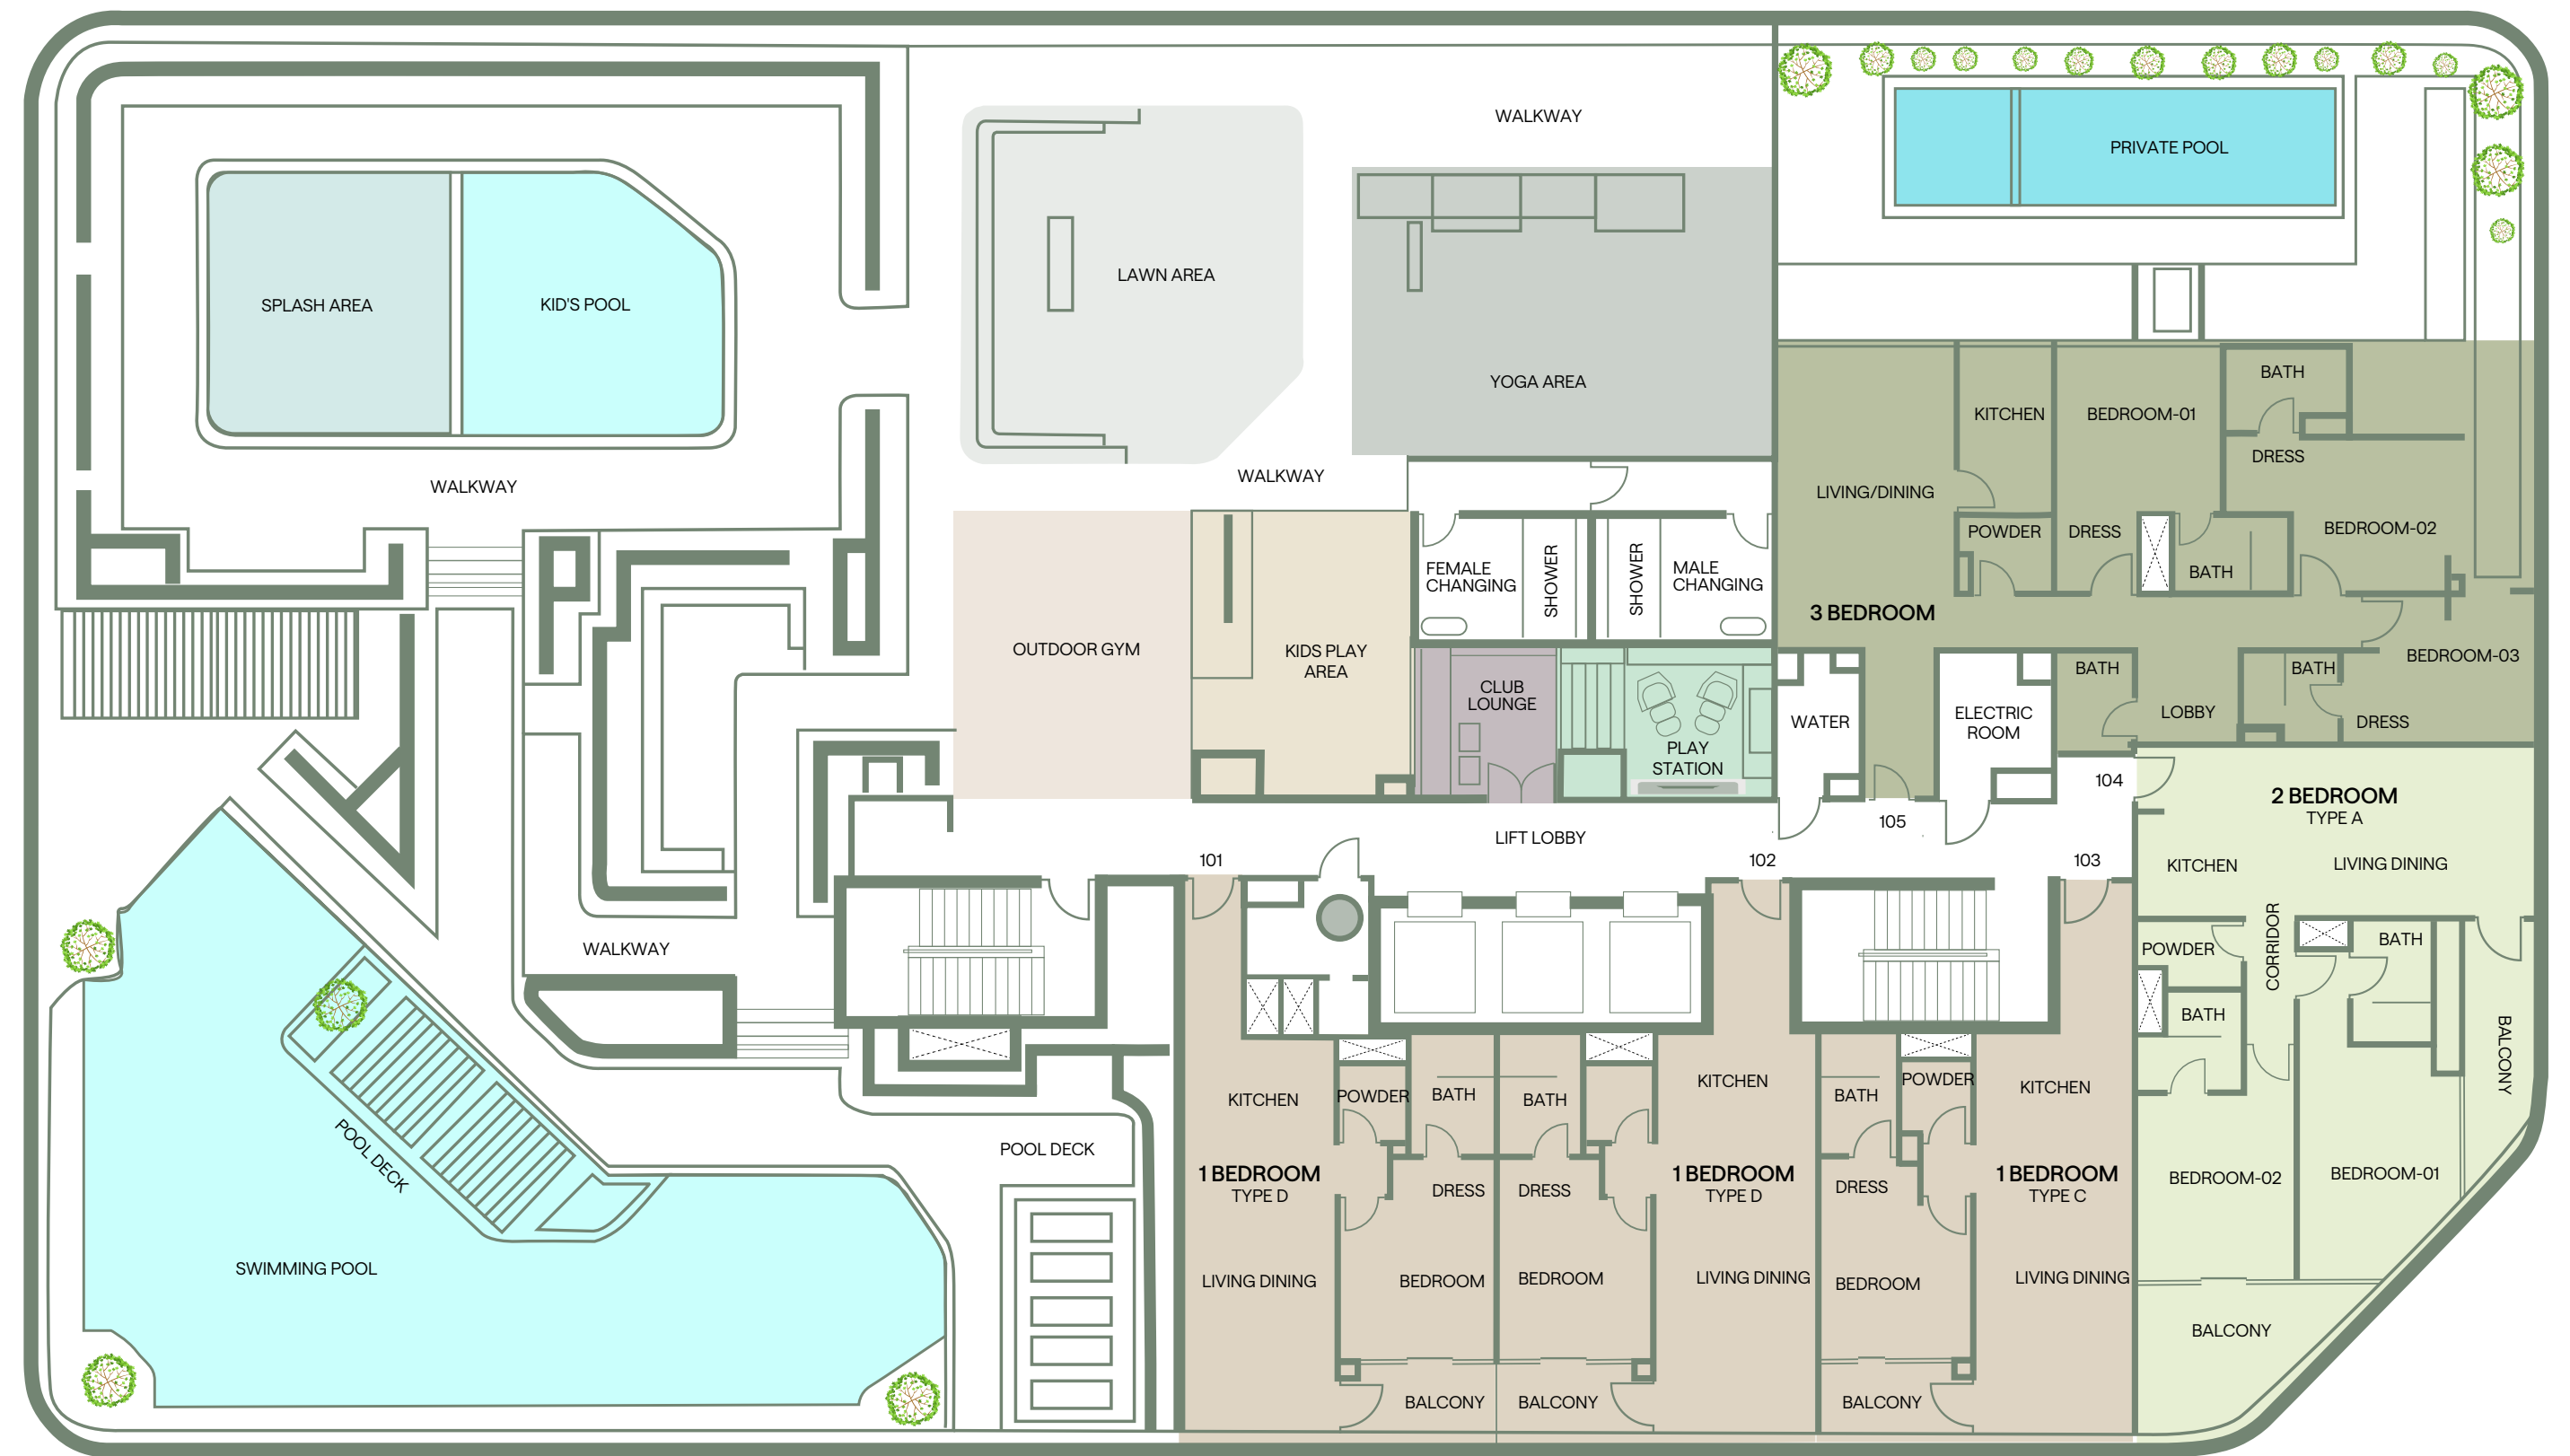 WALKWAY
PRIVATE POOL
LAWN AREA
SPLASH AREA
KID'S POOL
YOGA AREA
BATH
KITCHEN
BEDROOM-01
DRESS
WALKWAY
WALKWAY
LIVING/DINING
BEDROOM-02
POWDER
DRESS
FEMALE
CHANGING
SHOWER
SHOWER
MALE
CHANGING
BATH
3 BEDROOM
OUTDOOR GYM
KIDS PLAY
AREA
BEDROOM-03
BATH
BATH
CLUB
LOUNGE
LOBBY
WATER
ELECTRIC
ROOM
DRESS
PLAY
STATION
104
2 BEDROOM
TYPE A
105
LIFT LOBBY
101
102
103
KITCHEN
LIVING DINING
WALKWAY
POWDER
CORRIDOR
BATH
BATH
BALCONY
KITCHEN
POWDER
BATH
BATH
KITCHEN
BATH
POWDER
KITCHEN
POOL DECK
POOL DECK
1 BEDROOM
TYPE D
DRESS
DRESS
1 BEDROOM
TYPE D
DRESS
1 BEDROOM
TYPE C
BEDROOM-02
BEDROOM-01
SWIMMING POOL
LIVING DINING
BEDROOM
BEDROOM
LIVING DINING
BEDROOM
LIVING DINING
BALCONY
BALCONY
BALCONY
BALCONY